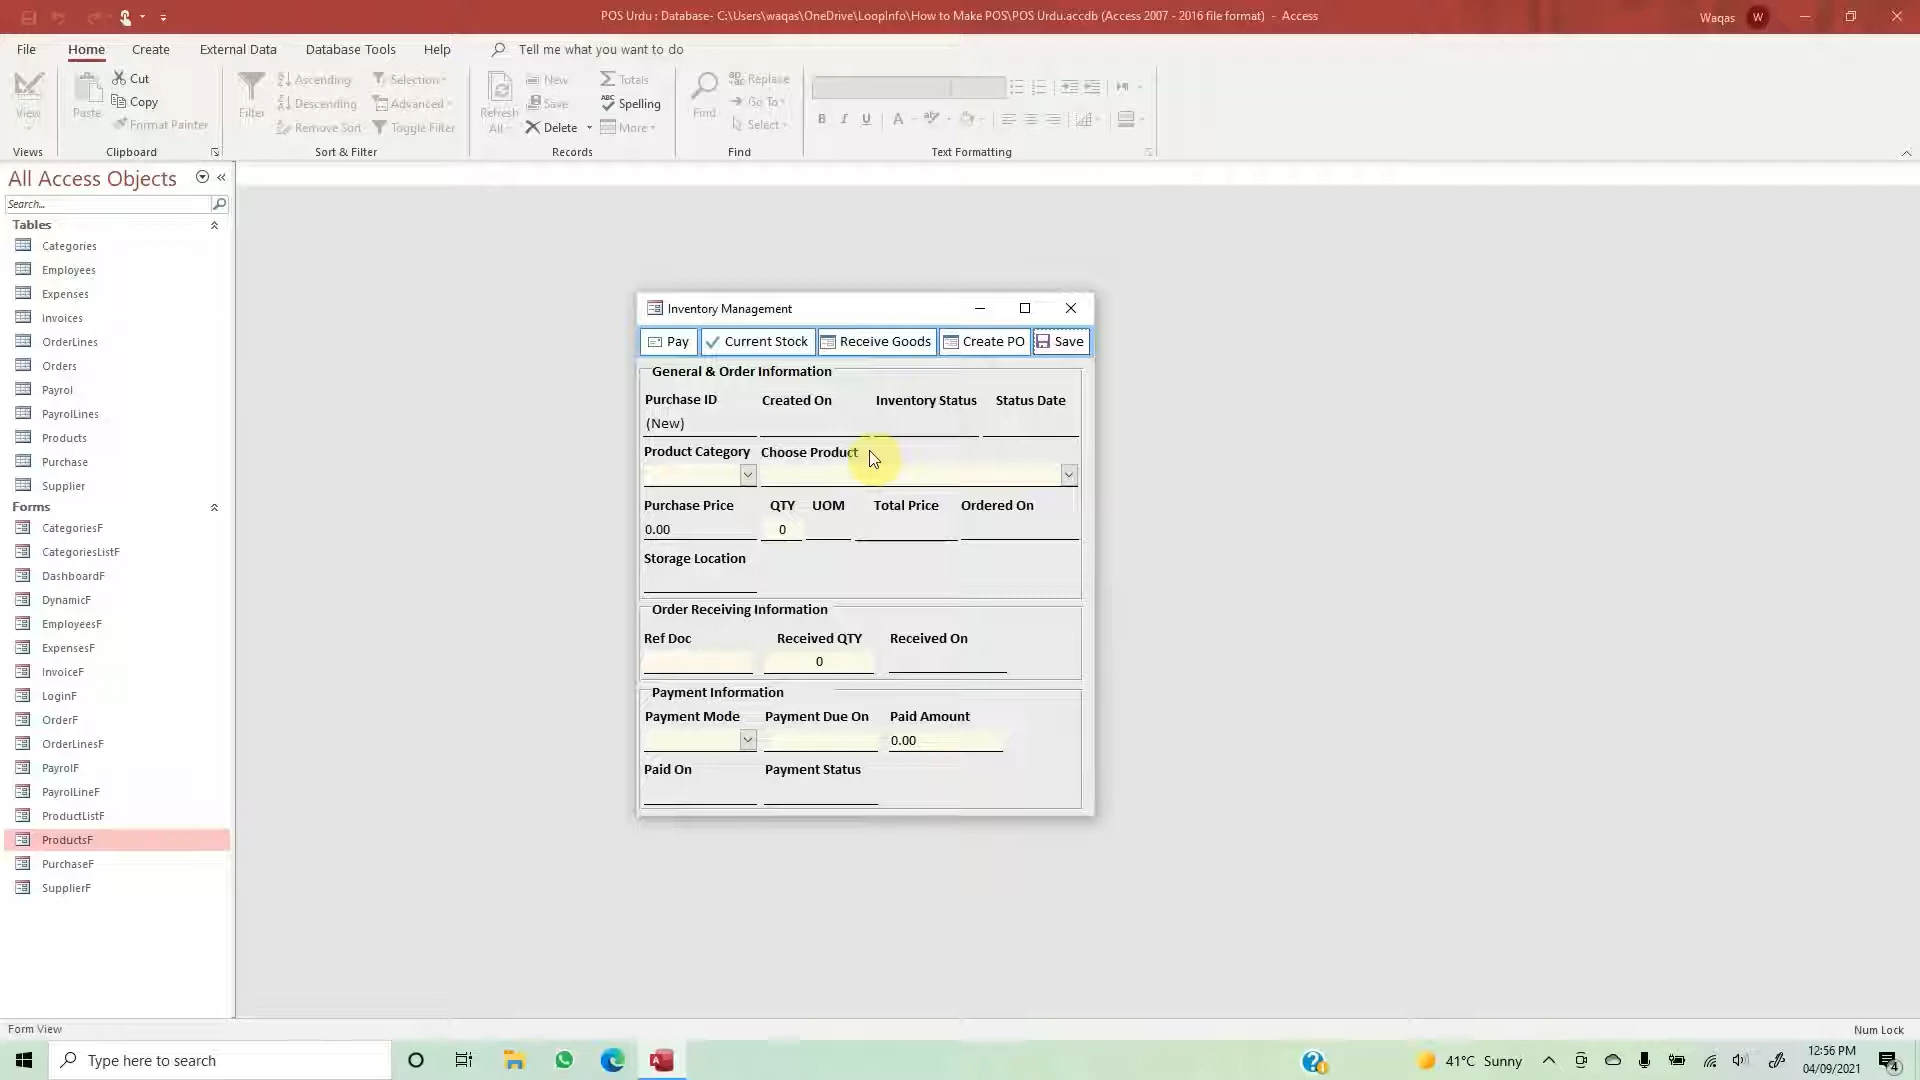 POS Urdu : Database- C:\Users\waqas\OneDrive\LoopInfo\How to Make POS\POS Urdu.accdb (Access 2007 - 2016 file format) - Access
Waqas W
File Home Create External Data Database Tools Help Tell me what you want to do
View
Views
Paste
Cut
Copy
Format Painter
Clipboard
Filter
Ascending
Descending
Remove Sort
Selection
Advanced
Toggle Filter
Sort & Filter
Refresh
All
New
Save
Delete
Totals
Spelling
More
Records
Find
Replace
Go To
Select
Find
B I U A
Text Formatting
All Access Objects
Search...
Tables
Categories
Employees
Expenses
Invoices
OrderLines
Orders
Payrol
PayrolLines
Products
Purchase
Supplier
Forms
CategoriesF
CategoriesListF
DashboardF
DynamicF
EmployeesF
ExpensesF
InvoiceF
LoginF
OrderF
OrderLinesF
PayrolF
PayrolLineF
ProductListF
ProductsF
PurchaseF
SupplierF
Inventory Management
Pay Current Stock Receive Goods Create PO Save
General & Order Information
Purchase ID Created On Inventory Status Status Date
(New)
Product Category Choose Product
Purchase Price QTY UOM Total Price Ordered On
0.00 0
Storage Location
Order Receiving Information
Ref Doc Received QTY Received On
0
Payment Information
Payment Mode Payment Due On Paid Amount
0.00
Paid On Payment Status
Form View
Num Lock
Type here to search
41°C Sunny
12:56 PM
04/09/2021
4